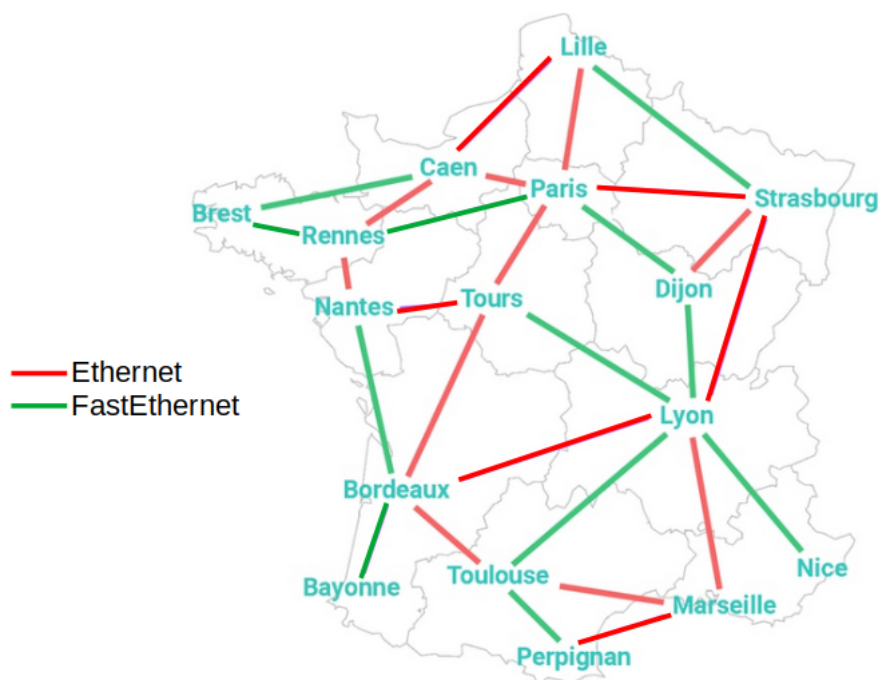 Lille
Caen
Paris
Strasbourg
Brest
Rennes
Dijon
Nantes
Tours
Ethernet
FastEthernet
Lyon
Bordeaux
Toulouse
Nice
Bayonne
Marseille
Perpignan